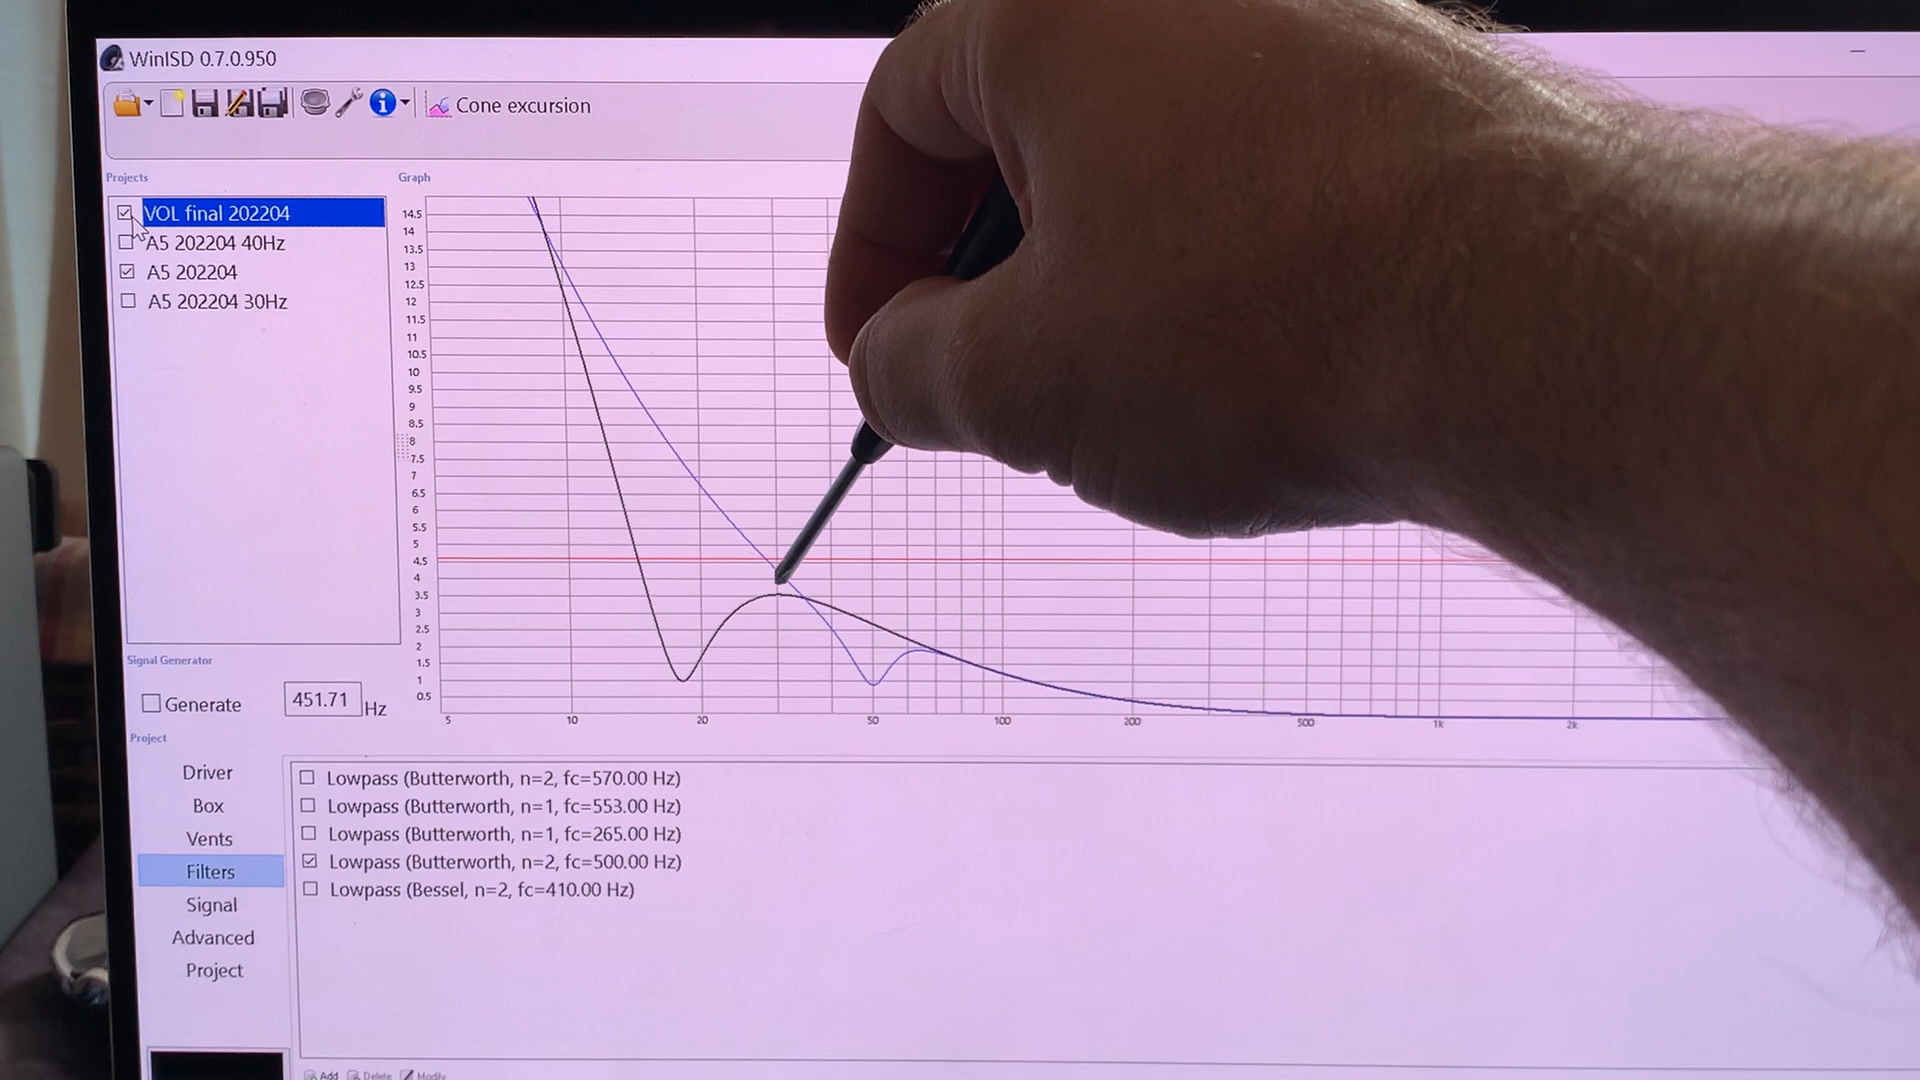 WinISD 0.7.0.950
Cone excursion
Projects
Graph
VOL final 202204
A5 202204 40Hz
A5 202204
A5 202204 30Hz
14.5
14
13.5
13
12.5
12
11.5
11
10.5
10
9.5
9
8.5
8
7.5
7
6.5
6
5.5
5
4.5
4
3.5
3
2.5
2
1.5
1
0.5
5 10 20 50 100 200 500 1k 2k
Signal Generator
Generate 451.71 Hz
Project
Driver
Box
Vents
Filters
Signal
Advanced
Project
Lowpass (Butterworth, n=2, fc=570.00 Hz)
Lowpass (Butterworth, n=1, fc=553.00 Hz)
Lowpass (Butterworth, n=1, fc=265.00 Hz)
Lowpass (Butterworth, n=2, fc=500.00 Hz)
Lowpass (Bessel, n=2, fc=410.00 Hz)
Add Delete Modify